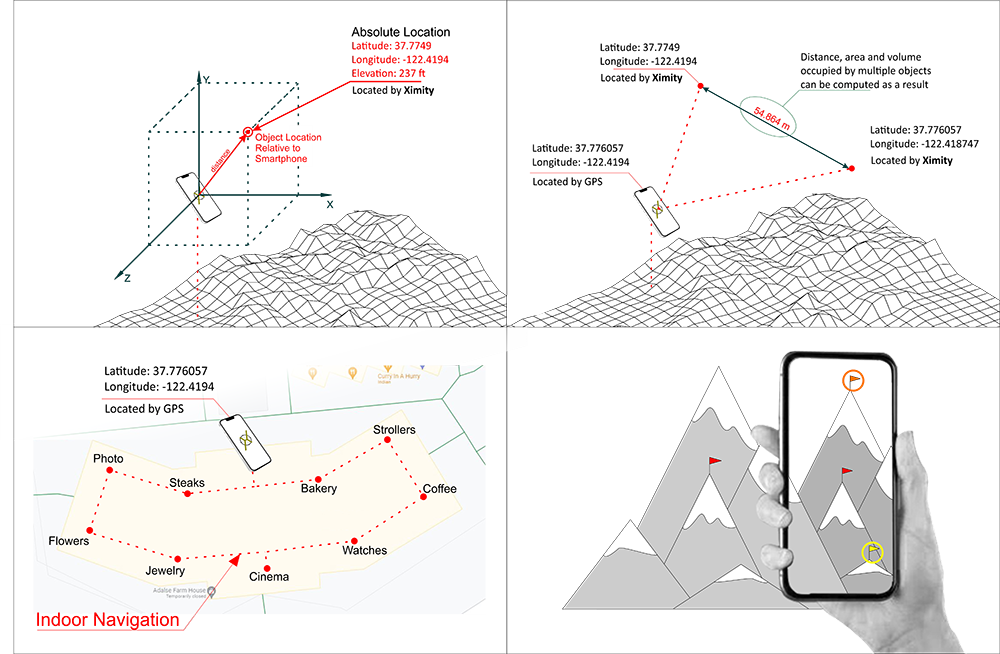 Absolute Location
Latitude: 37.7749
Longitude: -122.4194
Elevation: 237 ft
Located by Ximity
Y
Object Location
Relative to
Smartphone
distance
X
Z
Latitude: 37.7749
Longitude: -122.4194
Located by Ximity
Distance, area and volume
occupied by multiple objects
can be computed as a result
54.864 m
Latitude: 37.776057
Longitude: -122.418747
Located by Ximity
Latitude: 37.776057
Longitude: -122.4194
Located by GPS
Latitude: 37.776057
Longitude: -122.4194
Located by GPS
Curry In A Hurry
Indian
Strollers
Photo
Steaks
Bakery
Coffee
Flowers
Watches
Jewelry
Cinema
Adalse Farm House
Temporarily closed
Indoor Navigation